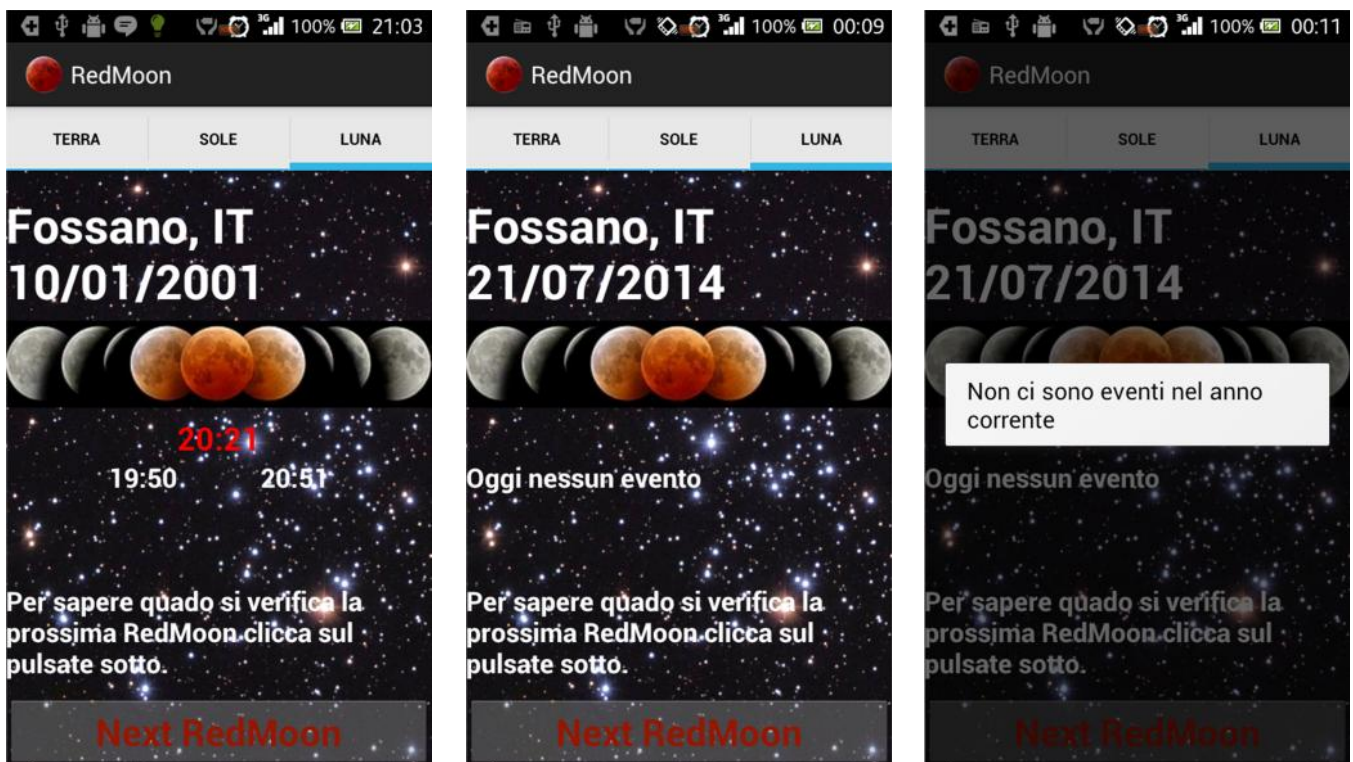 3G 100% 21:03
RedMoon
TERRA SOLE LUNA
Fossano, IT
10/01/2001
20:21
19:50 20:51
Per sapere quado si verifica la
prossima RedMoon clicca sul
pulsate sotto.
Next RedMoon
3G 100% 00:09
RedMoon
TERRA SOLE LUNA
Fossano, IT
21/07/2014
Oggi nessun evento
Per sapere quado si verifica la
prossima RedMoon clicca sul
pulsate sotto.
Next RedMoon
3G 100% 00:11
RedMoon
TERRA SOLE LUNA
Fossano, IT
21/07/2014
Non ci sono eventi nel anno
corrente
Oggi nessun evento
Per sapere quado si verifica la
prossima RedMoon clicca sul
pulsate sotto.
Next RedMoon